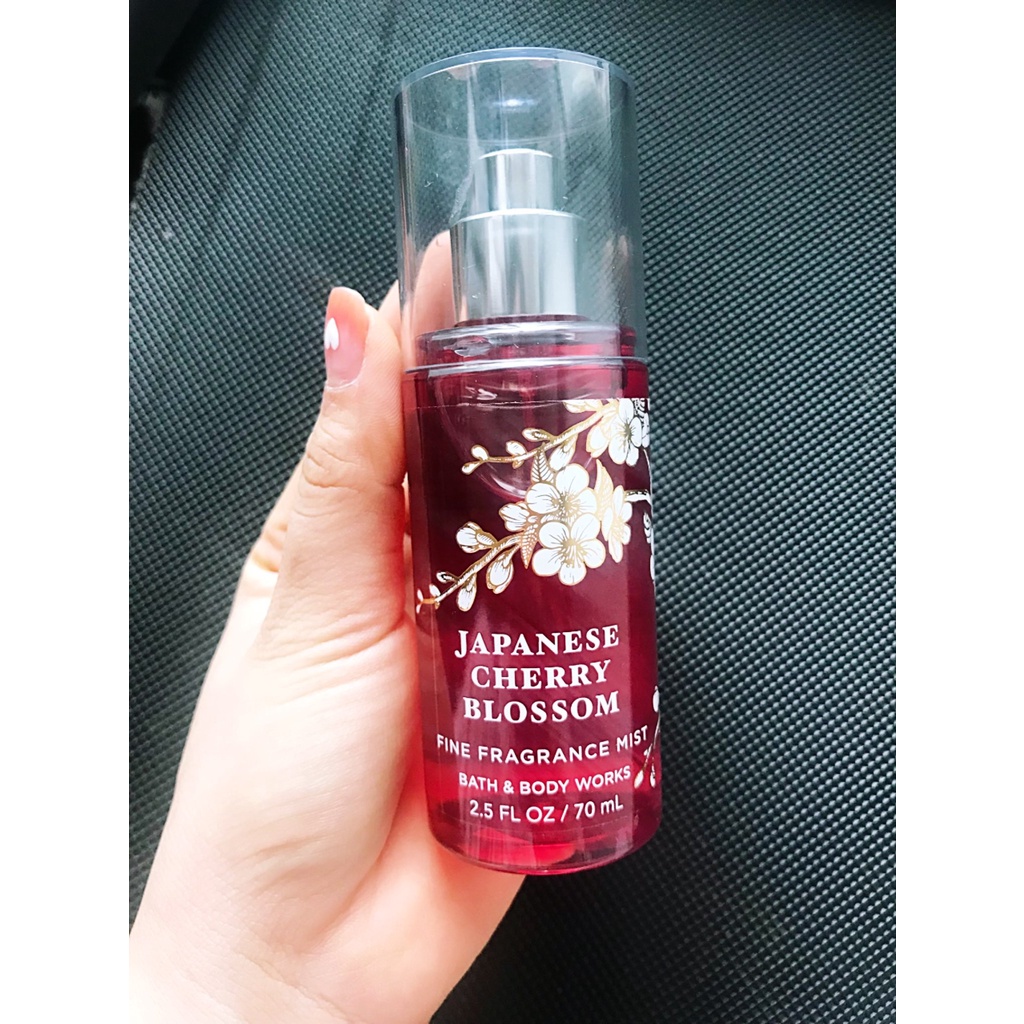 JAPANESE
CHERRY
BLOSSOM
FINE FRAGRANCE MIST
BATH & BODY WORKS
2.5 FL OZ / 70 mL